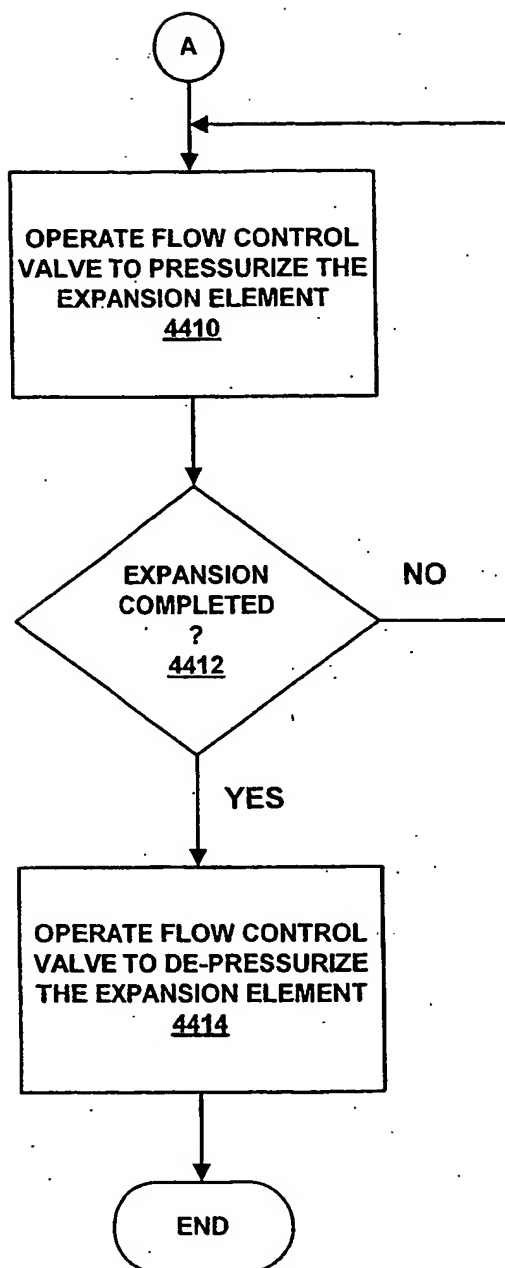 A
OPERATE FLOW CONTROL
VALVE TO PRESSURIZE THE
EXPANSION ELEMENT
4410
EXPANSION
COMPLETED
?
4412
NO
YES
OPERATE FLOW CONTROL
VALVE TO DE-PRESSURIZE
THE EXPANSION ELEMENT
4414
END